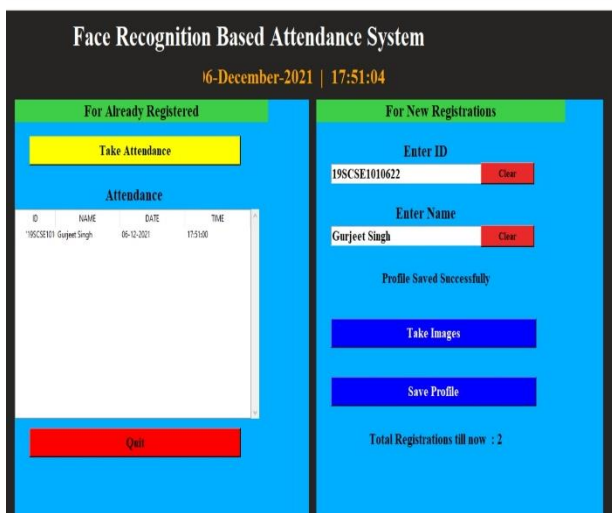 Face Recognition Based Attendance System
06-December-2021 | 17:51:04
For Already Registered
Take Attendance
Attendance
ID NAME DATE TIME
'19SCSE101 Gurjeet Singh 06-12-2021 17:51:00
Quit
For New Registrations
Enter ID
19SCSE1010622 Clear
Enter Name
Gurjeet Singh Clear
Profile Saved Successfully
Take Images
Save Profile
Total Registrations till now : 2